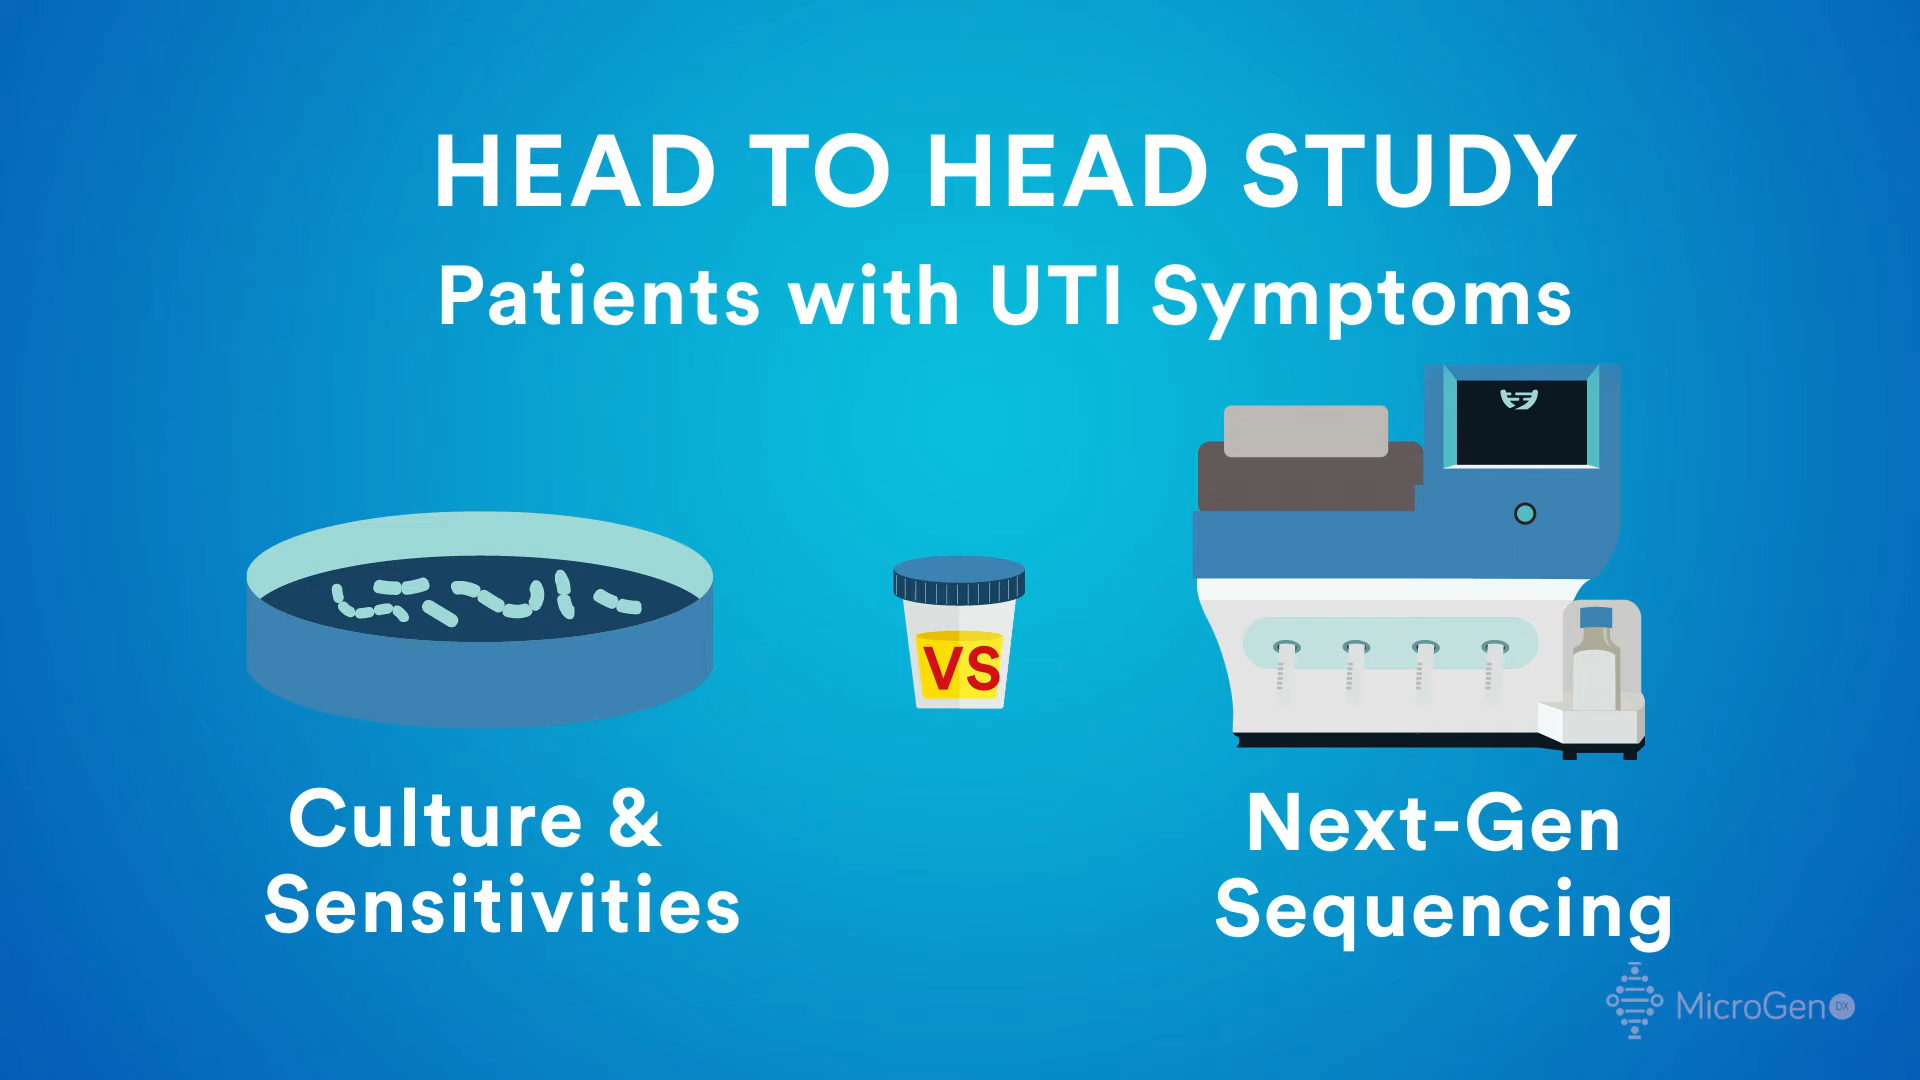 HEAD TO HEAD STUDY
Patients with UTI Symptoms
VS
Culture &
Sensitivities
Next-Gen
Sequencing
MicroGen DX